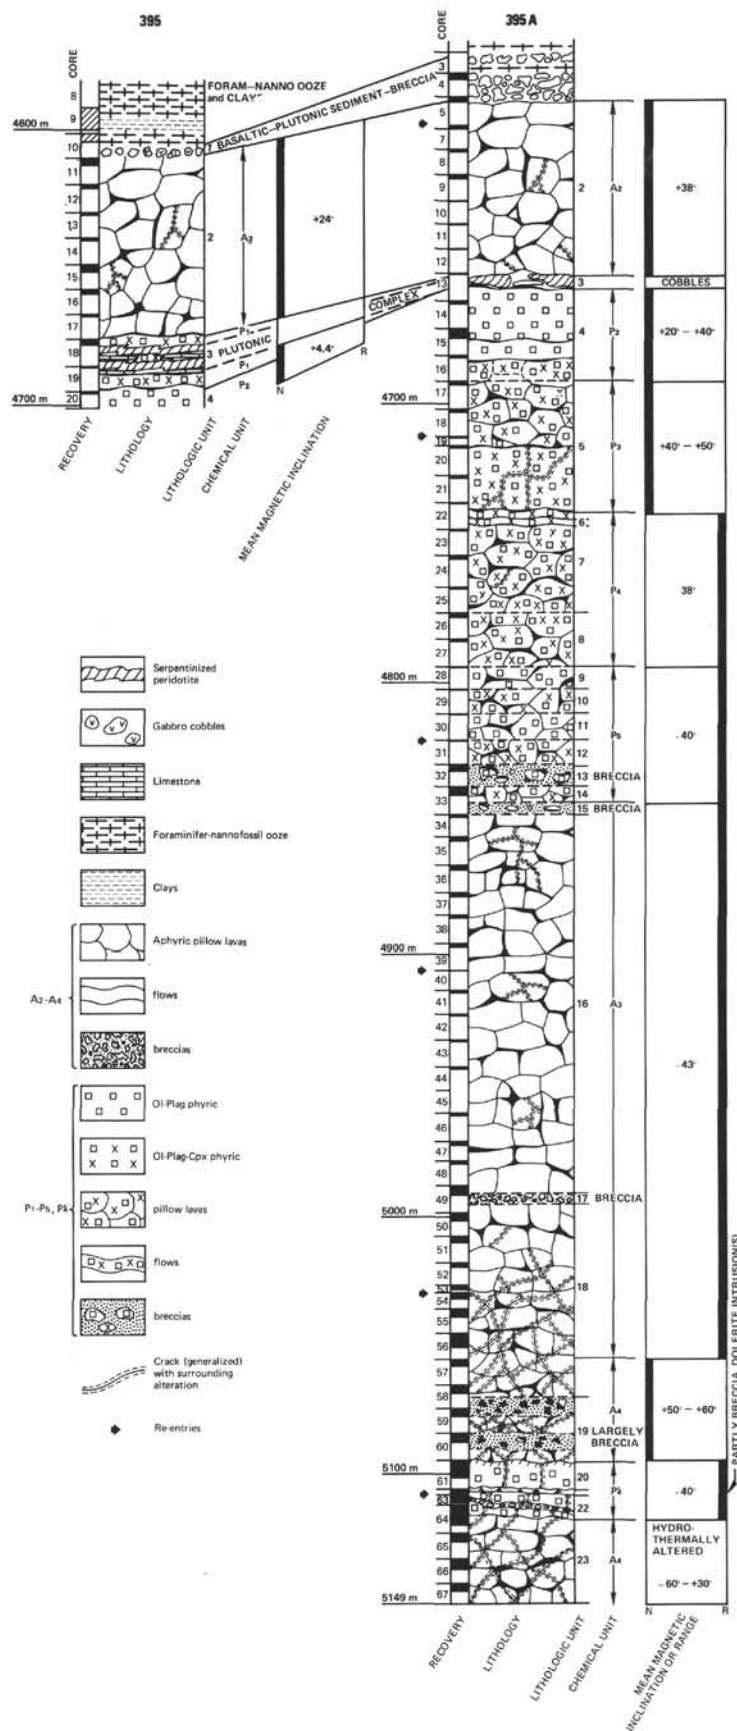 395
395A
CORE
8
9
10
11
12
13
14
15
16
17
18
19
20
4600 m
4700 m
FORAM-NANNO OOZE
and CLAYS
1 BASALTIC-PLUTONIC SEDIMENT-BRECCIA
2
A2
+24°
P1
3 PLUTONIC
COMPLEX
P1
+4.4°
P2
4
N
R
RECOVERY
LITHOLOGY
LITHOLOGIC UNIT
CHEMICAL UNIT
MEAN MAGNETIC INCLINATION
CORE
3
4
5
7
8
9
10
11
12
13
14
15
16
17
18
19
20
21
22
23
24
25
26
27
28
29
30
31
32
33
34
35
36
37
38
39
40
41
42
43
44
45
46
47
48
49
50
51
52
53
54
55
56
57
58
59
60
61
63
64
65
66
67
4700 m
4800 m
4900 m
5000 m
5100 m
5149 m
2
3
4
5
6
7
8
9
10
11
12
13 BRECCIA
14
15 BRECCIA
16
17 BRECCIA
18
19 LARGELY
BRECCIA
20
22
23
A2
P2
P3
P4
P5
A3
A4
A4
+38°
COBBLES
+20° – +40°
+40° – +50°
38°
- 40°
- 43°
+50° – +60°
- 40°
HYDRO-
THERMALLY
ALTERED
- 60° – +30°
N
R
PARTLY BRECCIA, DOLERITE INTRUSION(S)
RECOVERY
LITHOLOGY
LITHOLOGIC UNIT
CHEMICAL UNIT
MEAN MAGNETIC
INCLINATION OR RANGE
Serpentinized
peridotite
Gabbro cobbles
Limestone
Foraminifer-nannofossil ooze
Clays
Aphyric pillow lavas
A2-A4
flows
breccias
Ol-Plag phyric
Ol-Plag-Cpx phyric
pillow lavas
flows
breccias
Crack (generalized)
with surrounding
alteration
Re-entries